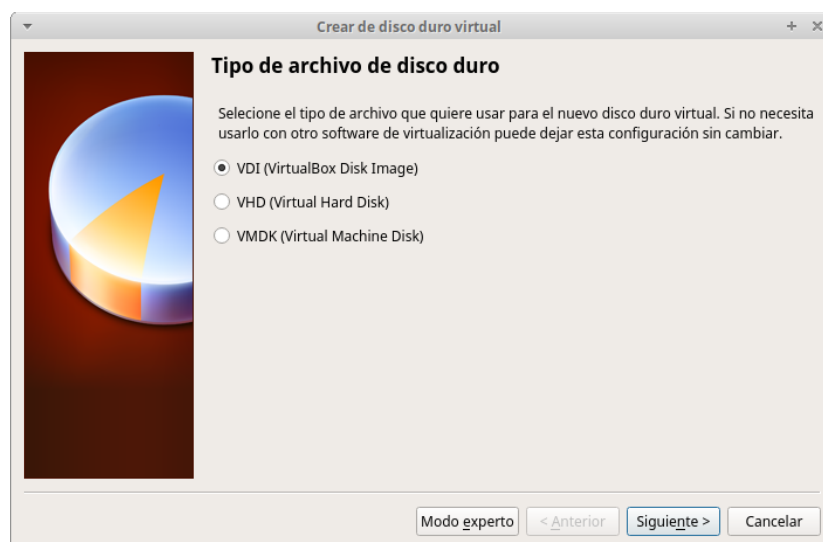 Crear de disco duro virtual
Tipo de archivo de disco duro
Selecione el tipo de archivo que quiere usar para el nuevo disco duro virtual. Si no necesita
usarlo con otro software de virtualización puede dejar esta configuración sin cambiar.
VDI (VirtualBox Disk Image)
VHD (Virtual Hard Disk)
VMDK (Virtual Machine Disk)
Modo experto < Anterior Siguiente > Cancelar